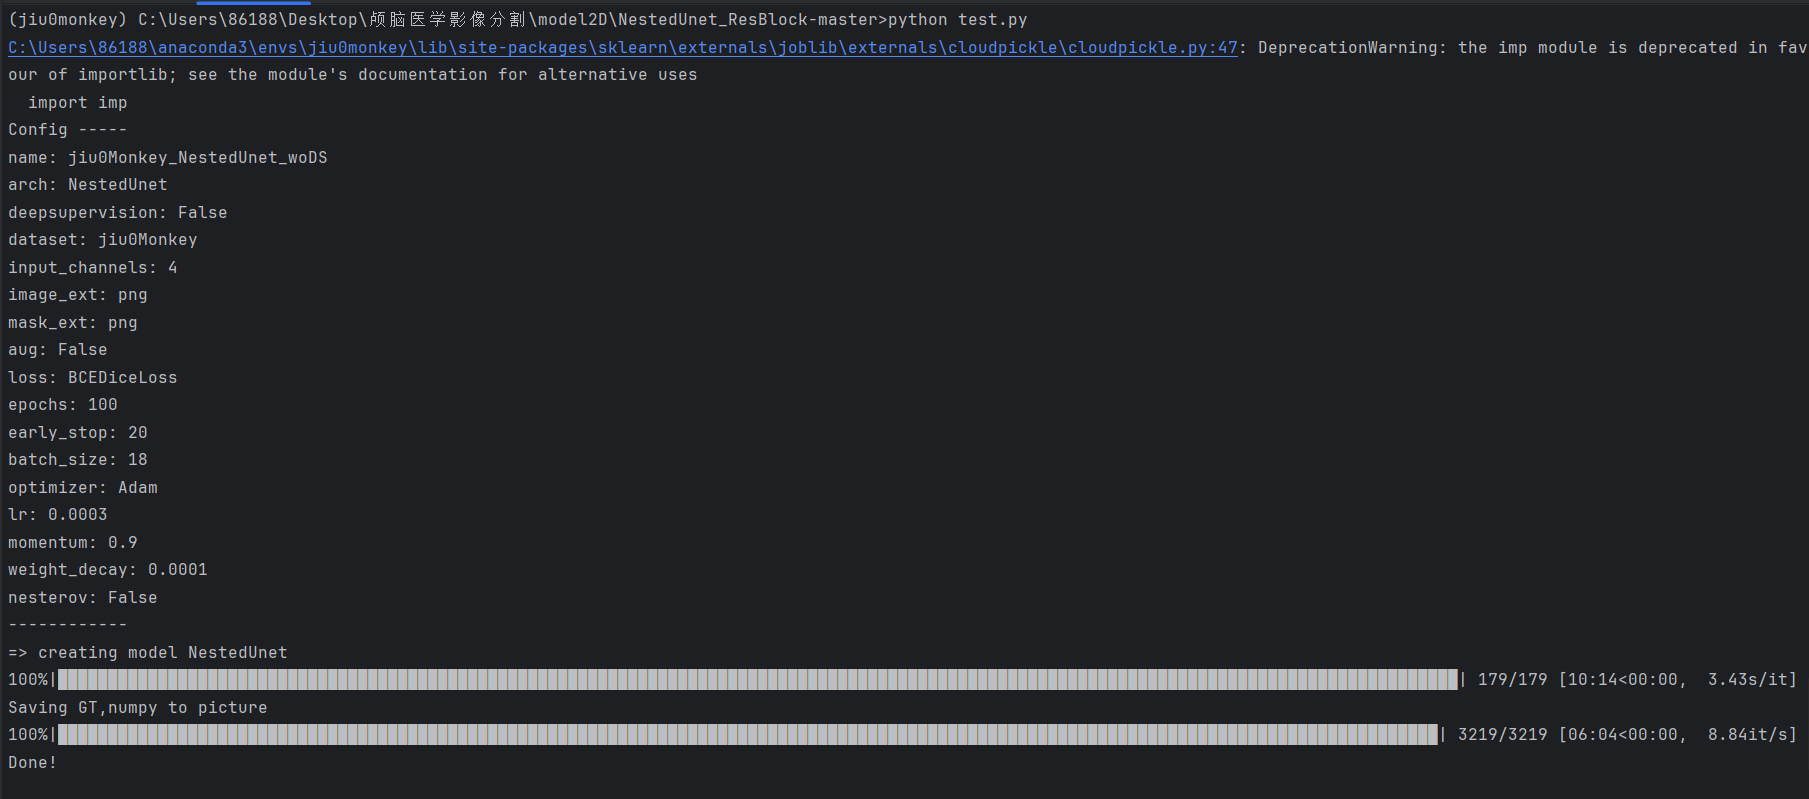 (jiu0monkey) C:\Users\86188\Desktop\颅脑医学影像分割\model2D\NestedUnet_ResBlock-master>python test.py
C:\Users\86188\anaconda3\envs\jiu0monkey\lib\site-packages\sklearn\externals\joblib\externals\cloudpickle\cloudpickle.py:47: DeprecationWarning: the imp module is deprecated in fav
our of importlib; see the module's documentation for alternative uses
  import imp
Config -----
name: jiu0Monkey_NestedUnet_woDS
arch: NestedUnet
deepsupervision: False
dataset: jiu0Monkey
input_channels: 4
image_ext: png
mask_ext: png
aug: False
loss: BCEDiceLoss
epochs: 100
early_stop: 20
batch_size: 18
optimizer: Adam
lr: 0.0003
momentum: 0.9
weight_decay: 0.0001
nesterov: False
------------
=> creating model NestedUnet
100%| | 179/179 [10:14<00:00,  3.43s/it]
Saving GT,numpy to picture
100%| | 3219/3219 [06:04<00:00,  8.84it/s]
Done!